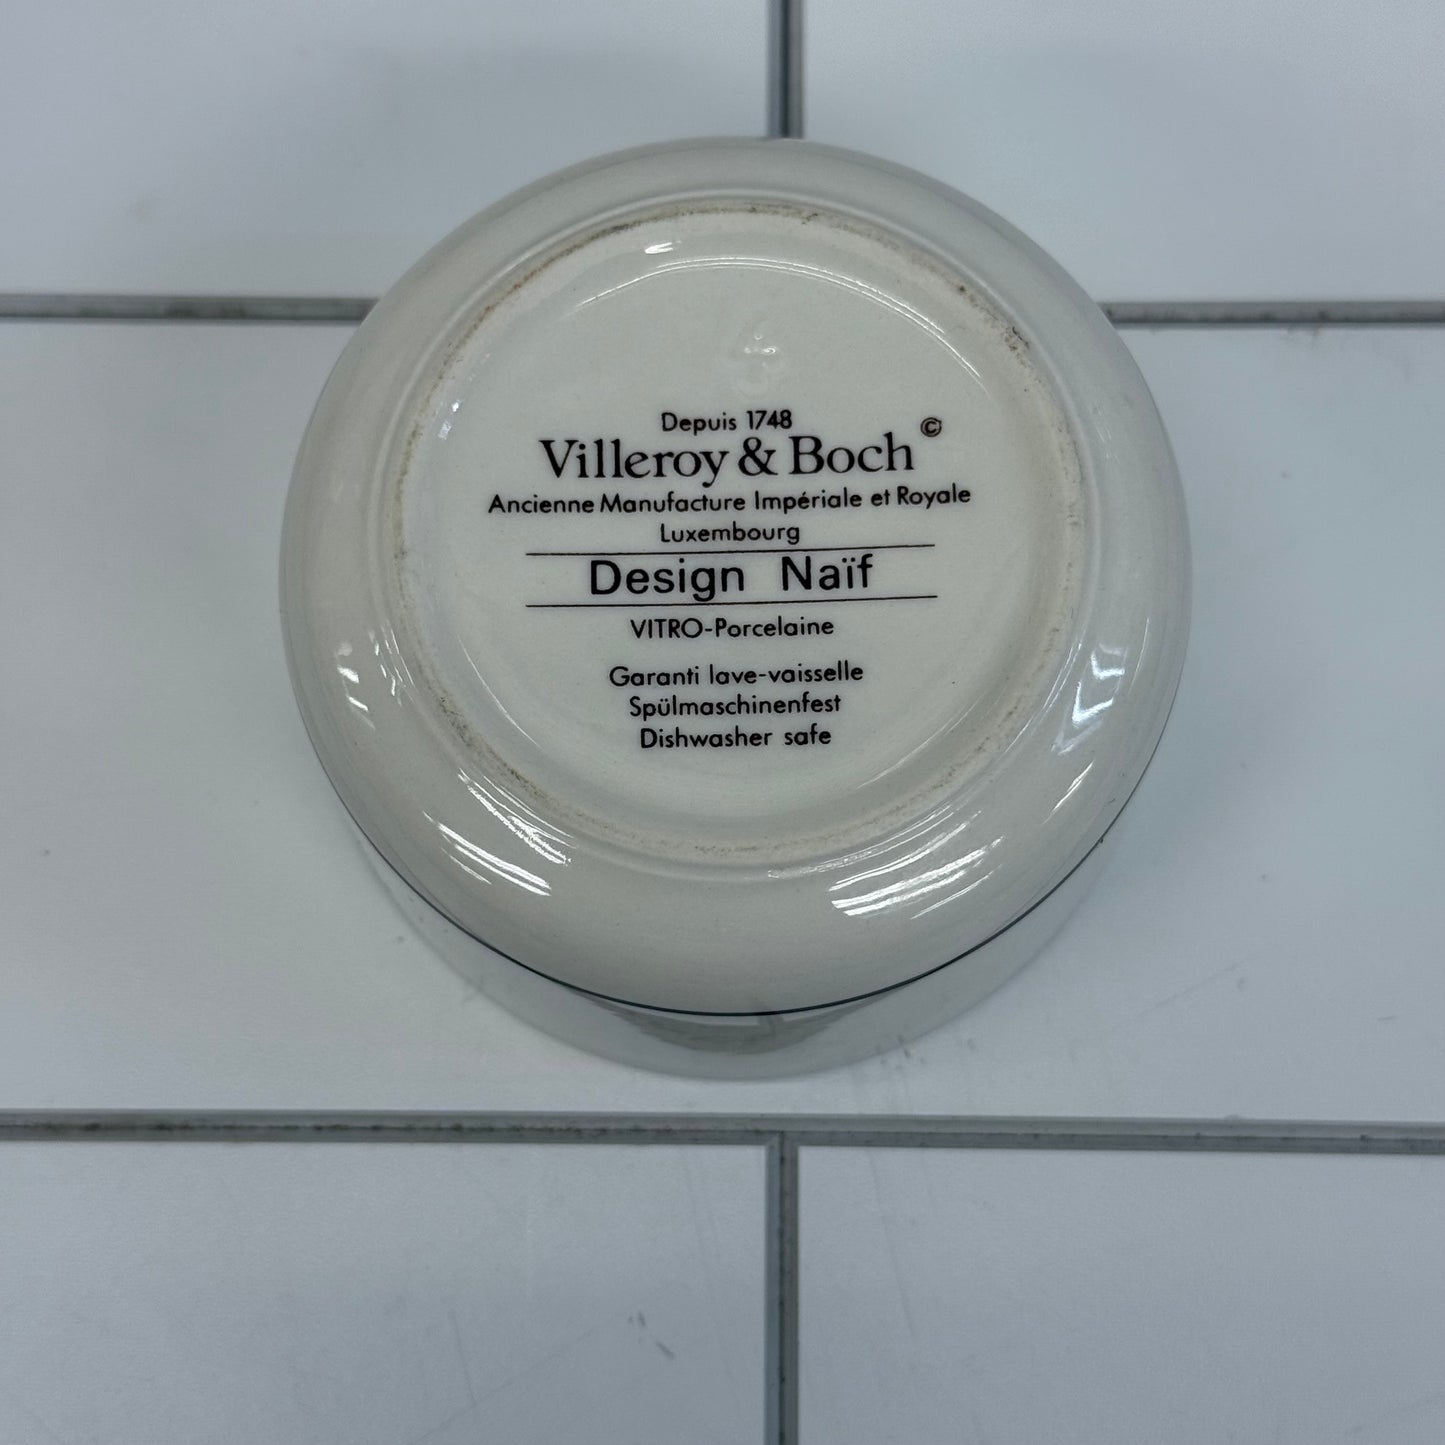 Depuis 1748
Villeroy & Boch ©
Ancienne Manufacture Impériale et Royale
Luxembourg
Design Naïf
VITRO-Porcelaine
Garanti lave-vaisselle
Spülmaschinenfest
Dishwasher safe